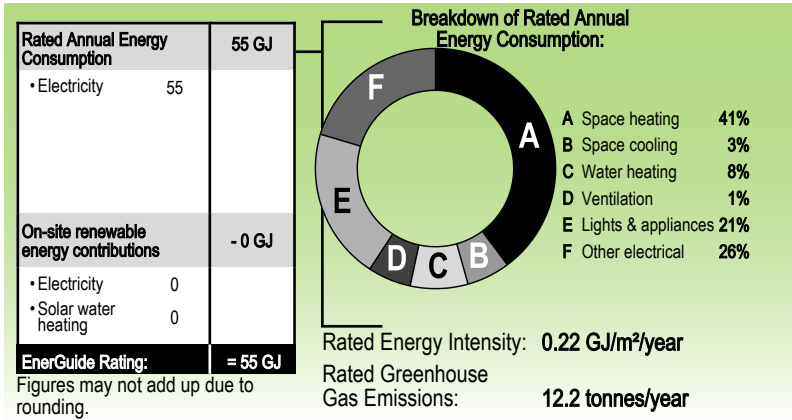 Rated Annual Energy
Consumption
55 GJ
• Electricity 55
On-site renewable
energy contributions
- 0 GJ
• Electricity 0
• Solar water
heating
0
EnerGuide Rating: = 55 GJ
Figures may not add up due to
rounding.
Breakdown of Rated Annual
Energy Consumption:
A
B
C
D
E
F
A Space heating 41%
B Space cooling 3%
C Water heating 8%
D Ventilation 1%
E Lights & appliances 21%
F Other electrical 26%
Rated Energy Intensity: 0.22 GJ/m²/year
Rated Greenhouse
Gas Emissions: 12.2 tonnes/year